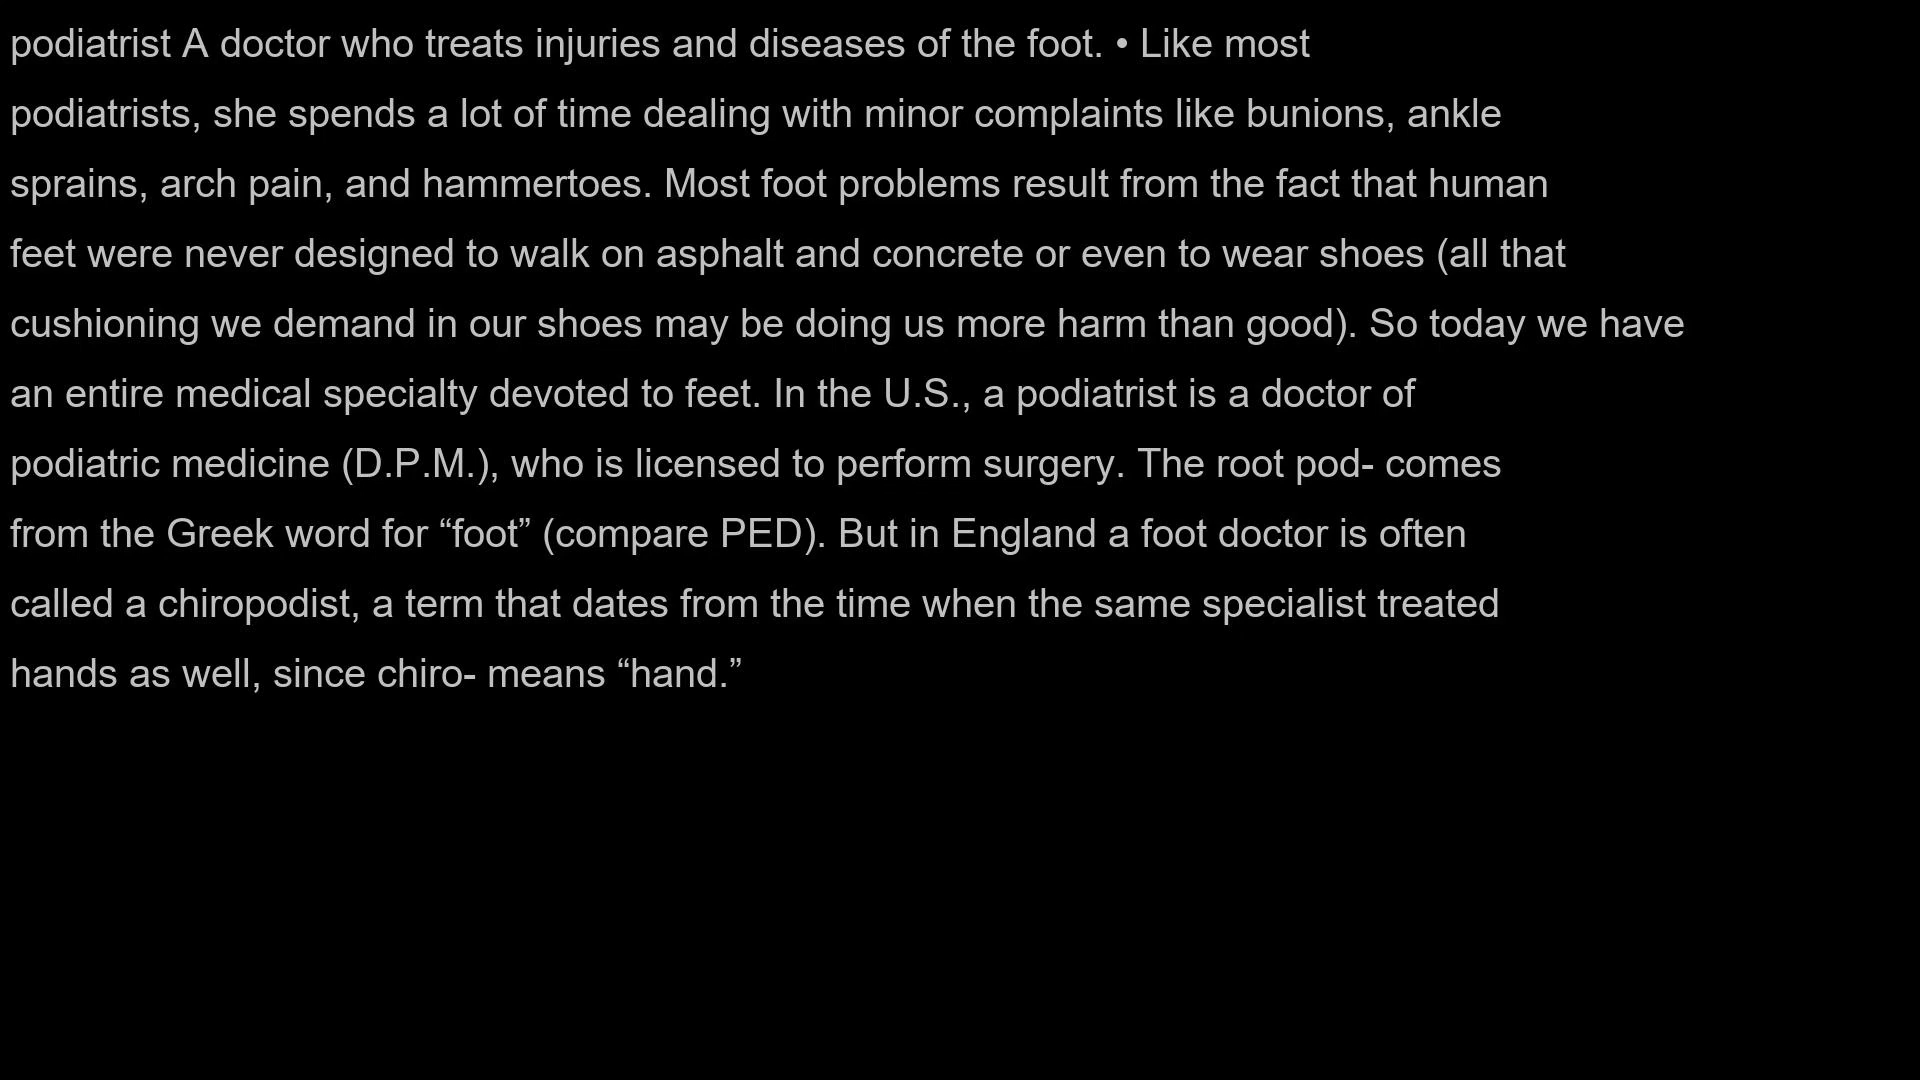 podiatrist A doctor who treats injuries and diseases of the foot. • Like most
podiatrists, she spends a lot of time dealing with minor complaints like bunions, ankle
sprains, arch pain, and hammertoes. Most foot problems result from the fact that human
feet were never designed to walk on asphalt and concrete or even to wear shoes (all that
cushioning we demand in our shoes may be doing us more harm than good). So today we have
an entire medical specialty devoted to feet. In the U.S., a podiatrist is a doctor of
podiatric medicine (D.P.M.), who is licensed to perform surgery. The root pod- comes
from the Greek word for “foot” (compare PED). But in England a foot doctor is often
called a chiropodist, a term that dates from the time when the same specialist treated
hands as well, since chiro- means “hand.”